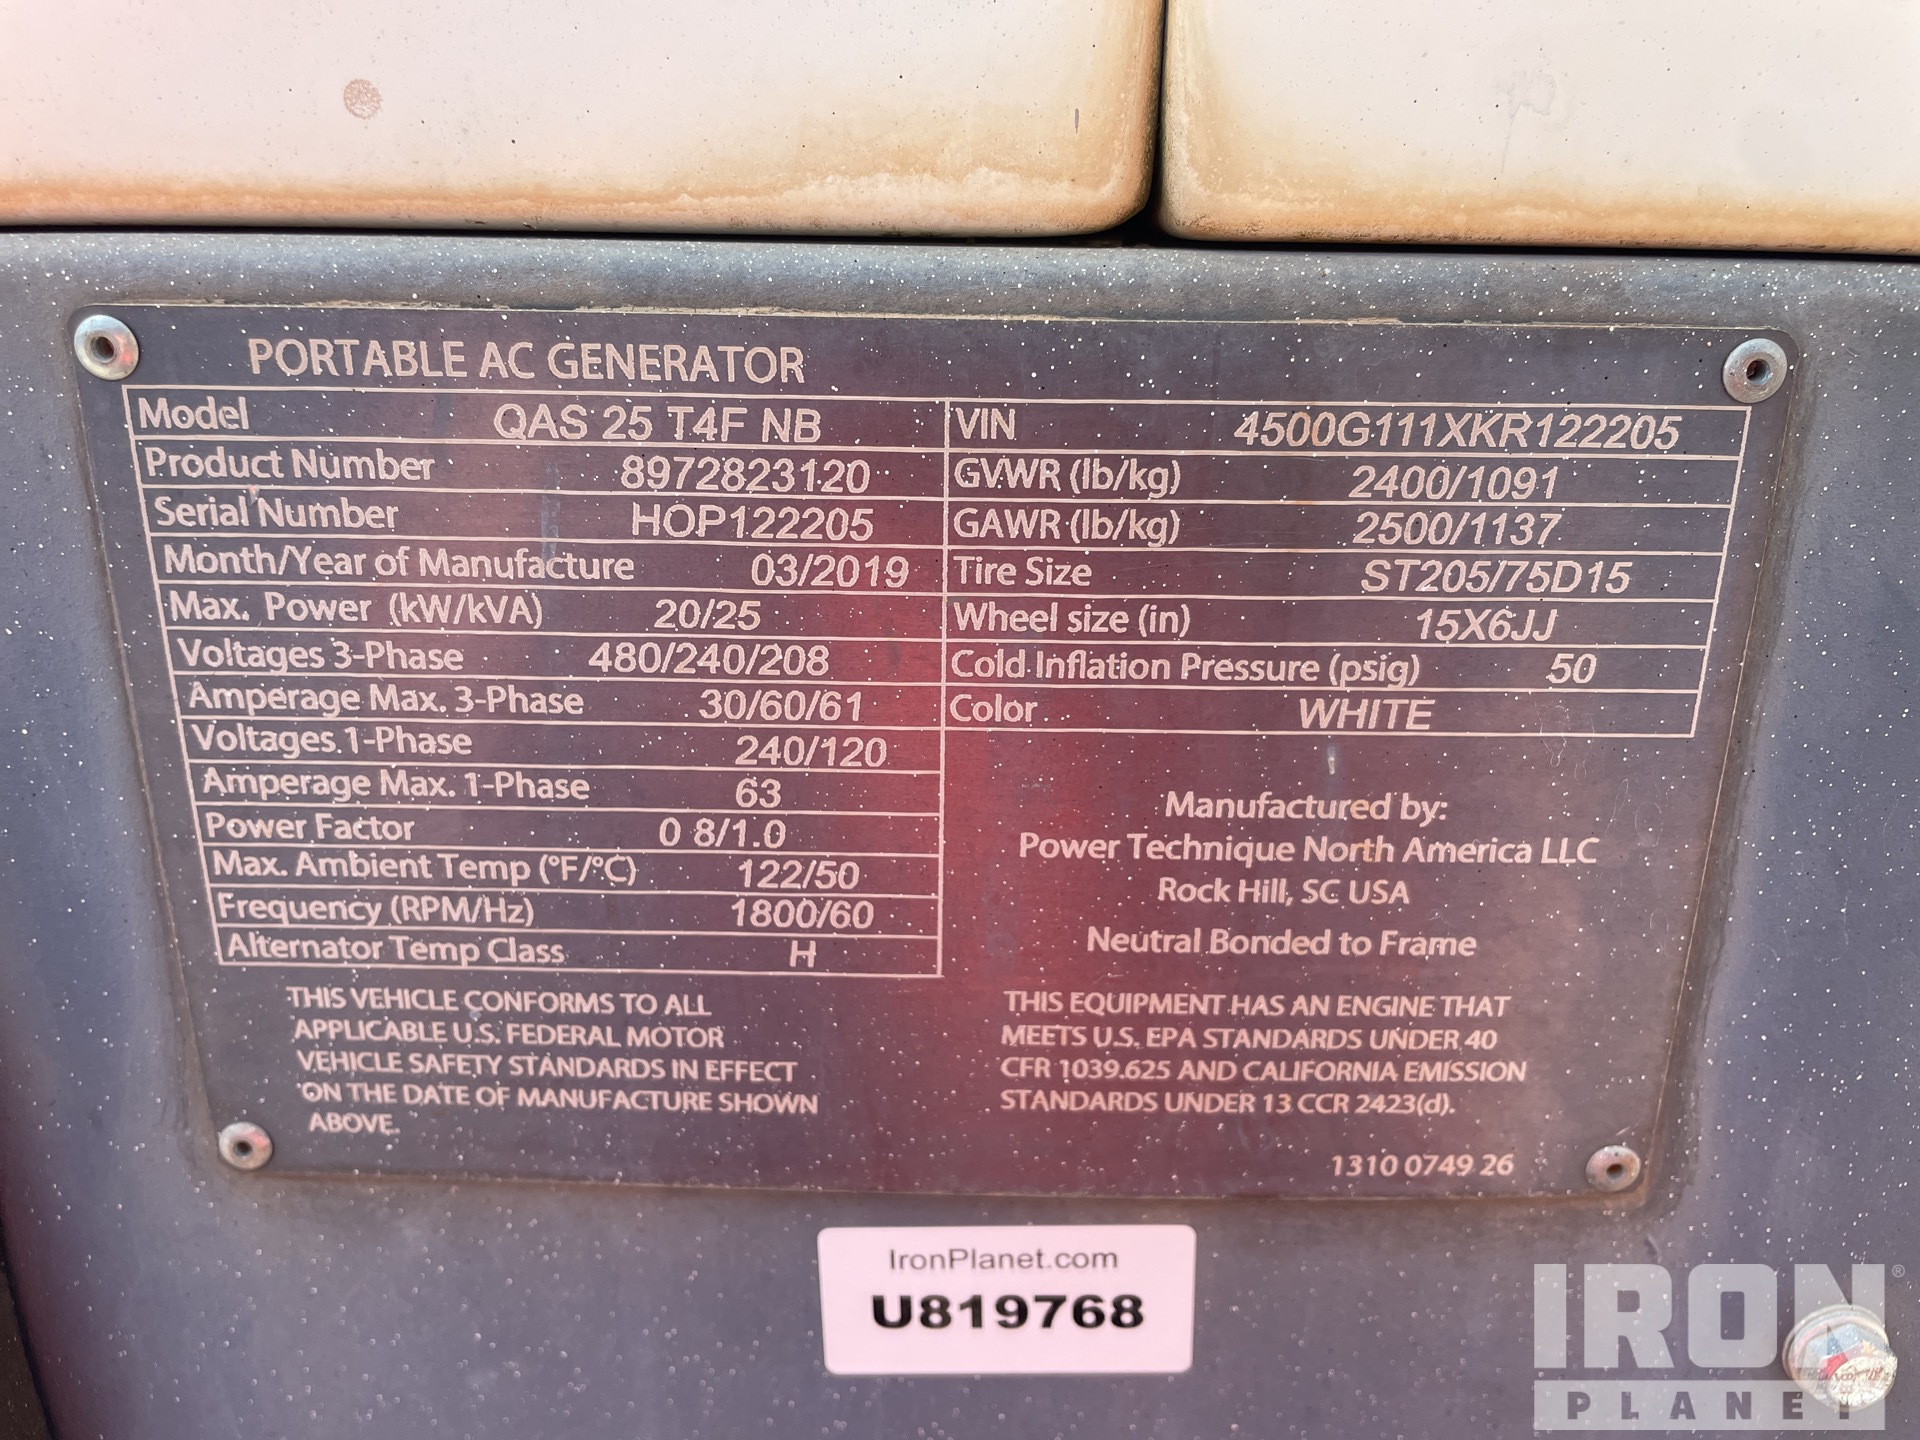 PORTABLE AC GENERATOR
Model QAS 25 T4F NB
Product Number 8972823120
Serial Number HOP122205
Month/Year of Manufacture 03/2019
Max. Power (kW/kVA) 20/25
Voltages 3-Phase 480/240/208
Amperage Max. 3-Phase 30/60/61
Voltages 1-Phase 240/120
Amperage Max. 1-Phase 63
Power Factor 0 8/1.0
Max. Ambient Temp (°F/°C) 122/50
Frequency (RPM/Hz) 1800/60
Alternator Temp Class H
VIN 4500G111XKR122205
GVWR (lb/kg) 2400/1091
GAWR (lb/kg) 2500/1137
Tire Size ST205/75D15
Wheel size (in) 15X6JJ
Cold Inflation Pressure (psig) 50
Color WHITE
Manufactured by:
Power Technique North America LLC
Rock Hill, SC USA
Neutral Bonded to Frame
THIS VEHICLE CONFORMS TO ALL
APPLICABLE U.S. FEDERAL MOTOR
VEHICLE SAFETY STANDARDS IN EFFECT
ON THE DATE OF MANUFACTURE SHOWN
ABOVE.
THIS EQUIPMENT HAS AN ENGINE THAT
MEETS U.S. EPA STANDARDS UNDER 40
CFR 1039.625 AND CALIFORNIA EMISSION
STANDARDS UNDER 13 CCR 2423(d).
1310 0749 26
IronPlanet.com
U819768
IRON®
PLANET